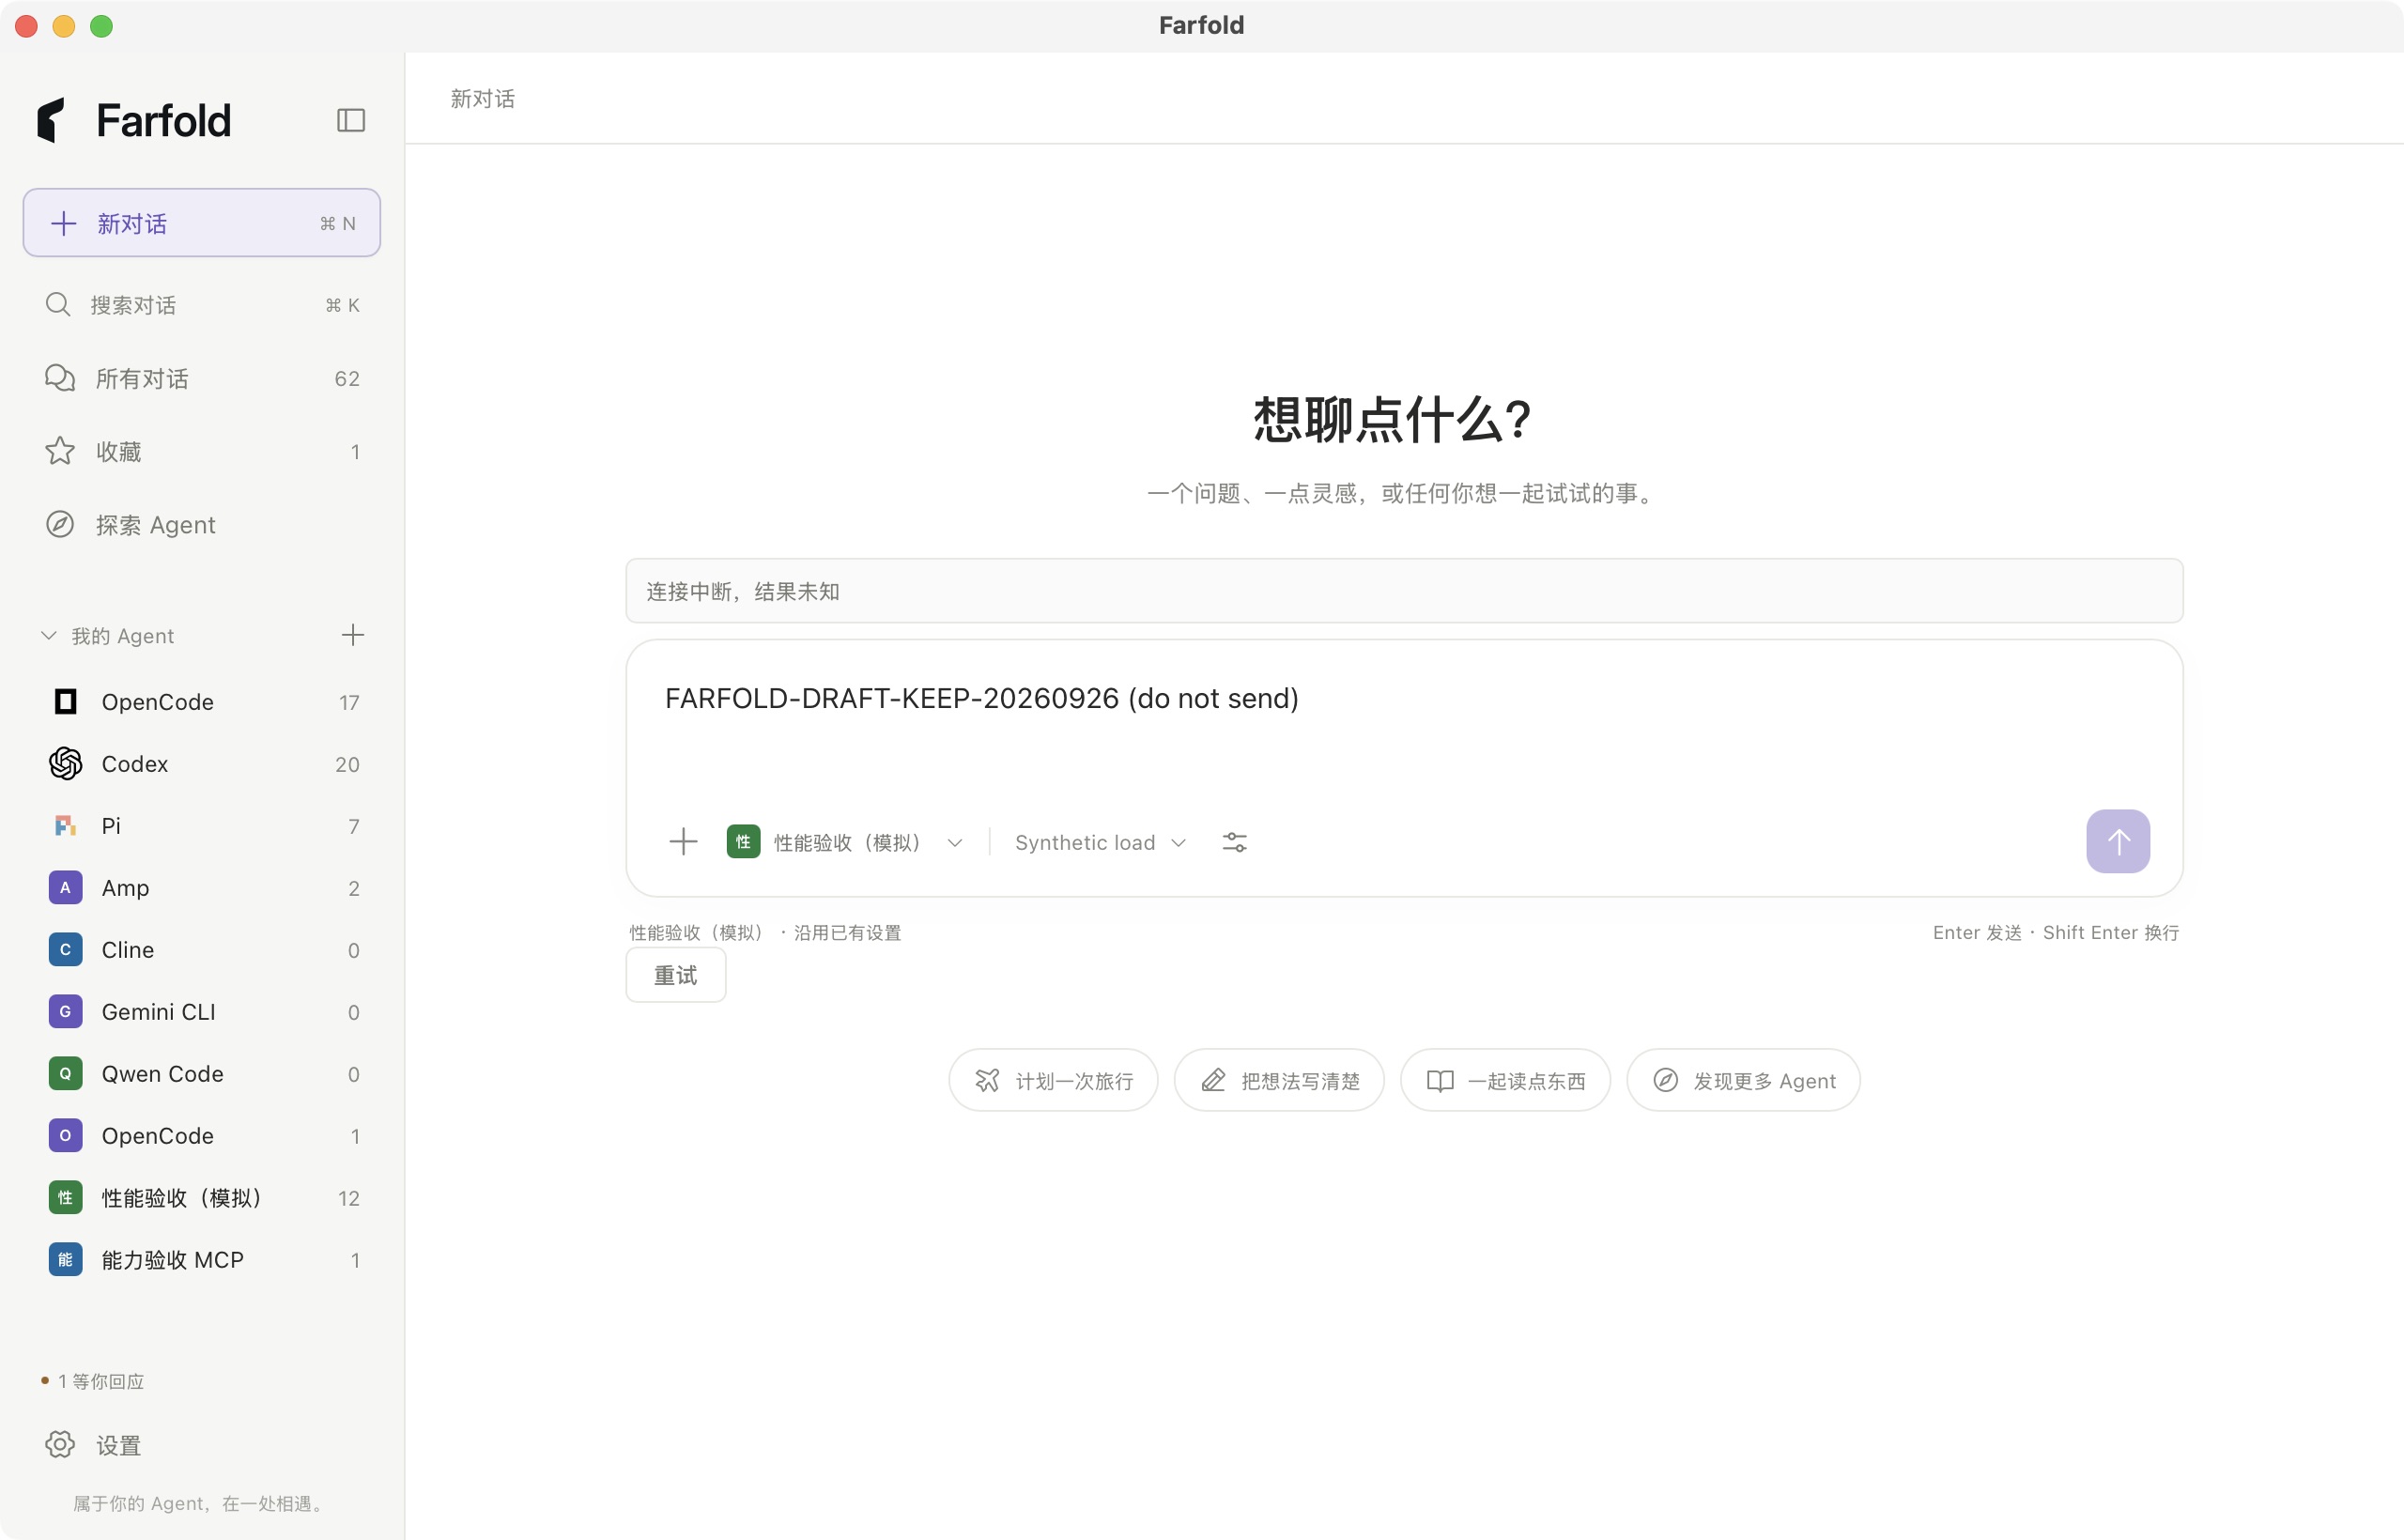 Farfold
Farfold
新对话 ⌘ N
搜索对话 ⌘ K
所有对话 62
收藏 1
探索 Agent
我的 Agent
OpenCode 17
Codex 20
Pi 7
A Amp 2
C Cline 0
G Gemini CLI 0
Q Qwen Code 0
O OpenCode 1
性 性能验收（模拟） 12
能 能力验收 MCP 1
1 等你回应
设置
属于你的 Agent，在一处相遇。
新对话
想聊点什么?
一个问题、一点灵感，或任何你想一起试试的事。
连接中断，结果未知
FARFOLD-DRAFT-KEEP-20260926 (do not send)
性 性能验收（模拟） Synthetic load
性能验收（模拟） · 沿用已有设置 Enter 发送 · Shift Enter 换行
重试
计划一次旅行 把想法写清楚 一起读点东西 发现更多 Agent